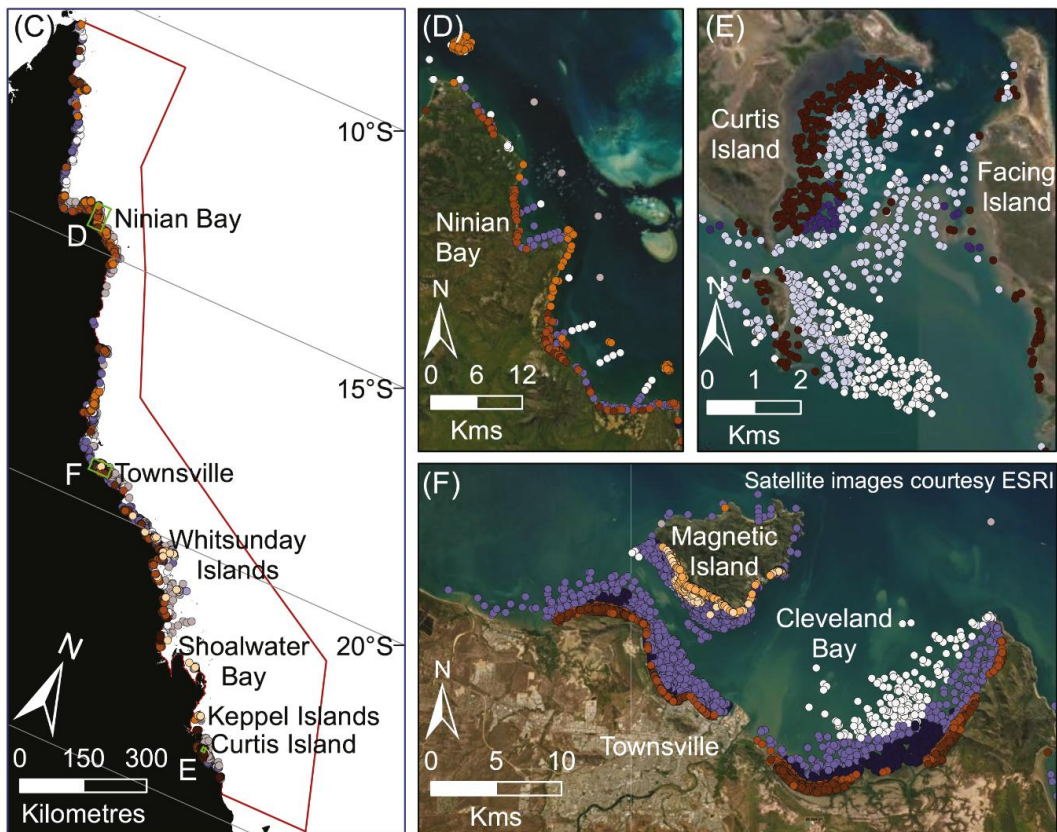 (C)
10°S
Ninian Bay
D
15°S
F
Townsville
Whitsunday
Islands
20°S
Shoalwater
Bay
Keppel Islands
Curtis Island
E
N
0 150 300
Kilometres
(D)
Ninian
Bay
N
0 6 12
Kms
(E)
Curtis
Island
Facing
Island
N
0 1 2
Kms
(F)
Satellite images courtesy ESRI
Magnetic
Island
Cleveland
Bay
N
Townsville
0 5 10
Kms